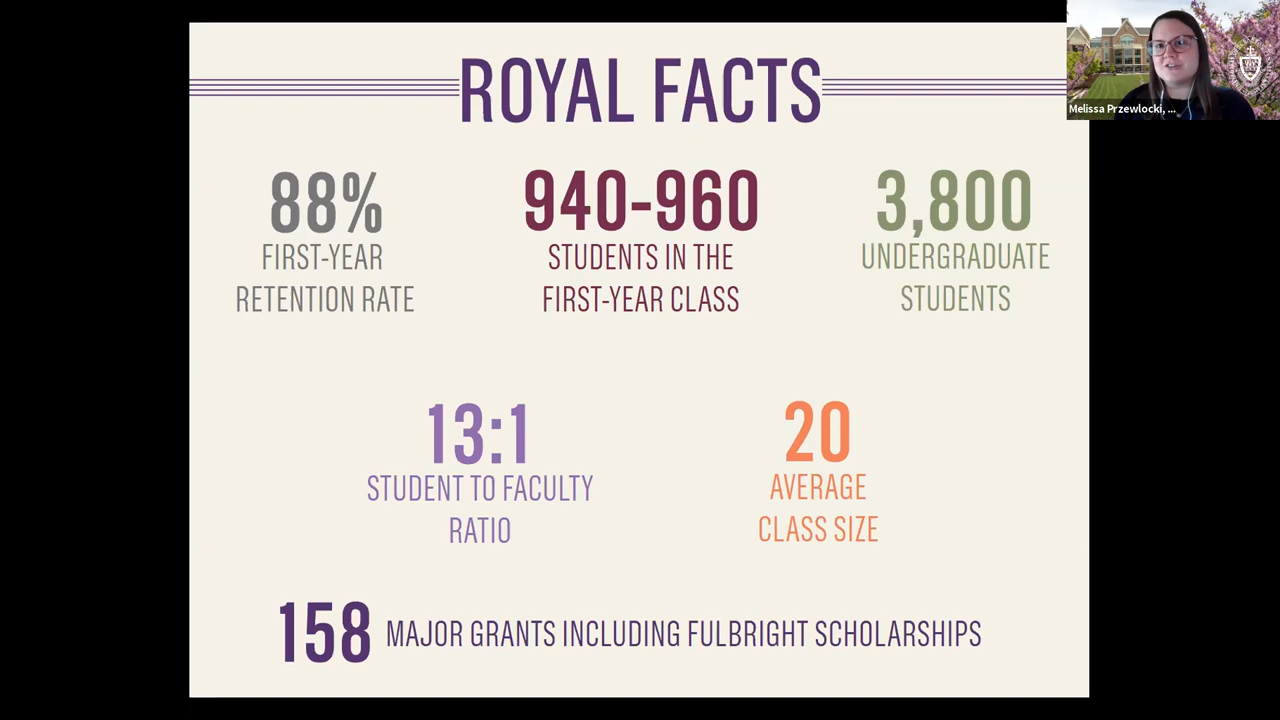 ROYAL FACTS
Melissa Przewlocki, ...
88%
FIRST-YEAR
RETENTION RATE
940-960
STUDENTS IN THE
FIRST-YEAR CLASS
3,800
UNDERGRADUATE
STUDENTS
13:1
STUDENT TO FACULTY
RATIO
20
AVERAGE
CLASS SIZE
158 MAJOR GRANTS INCLUDING FULBRIGHT SCHOLARSHIPS